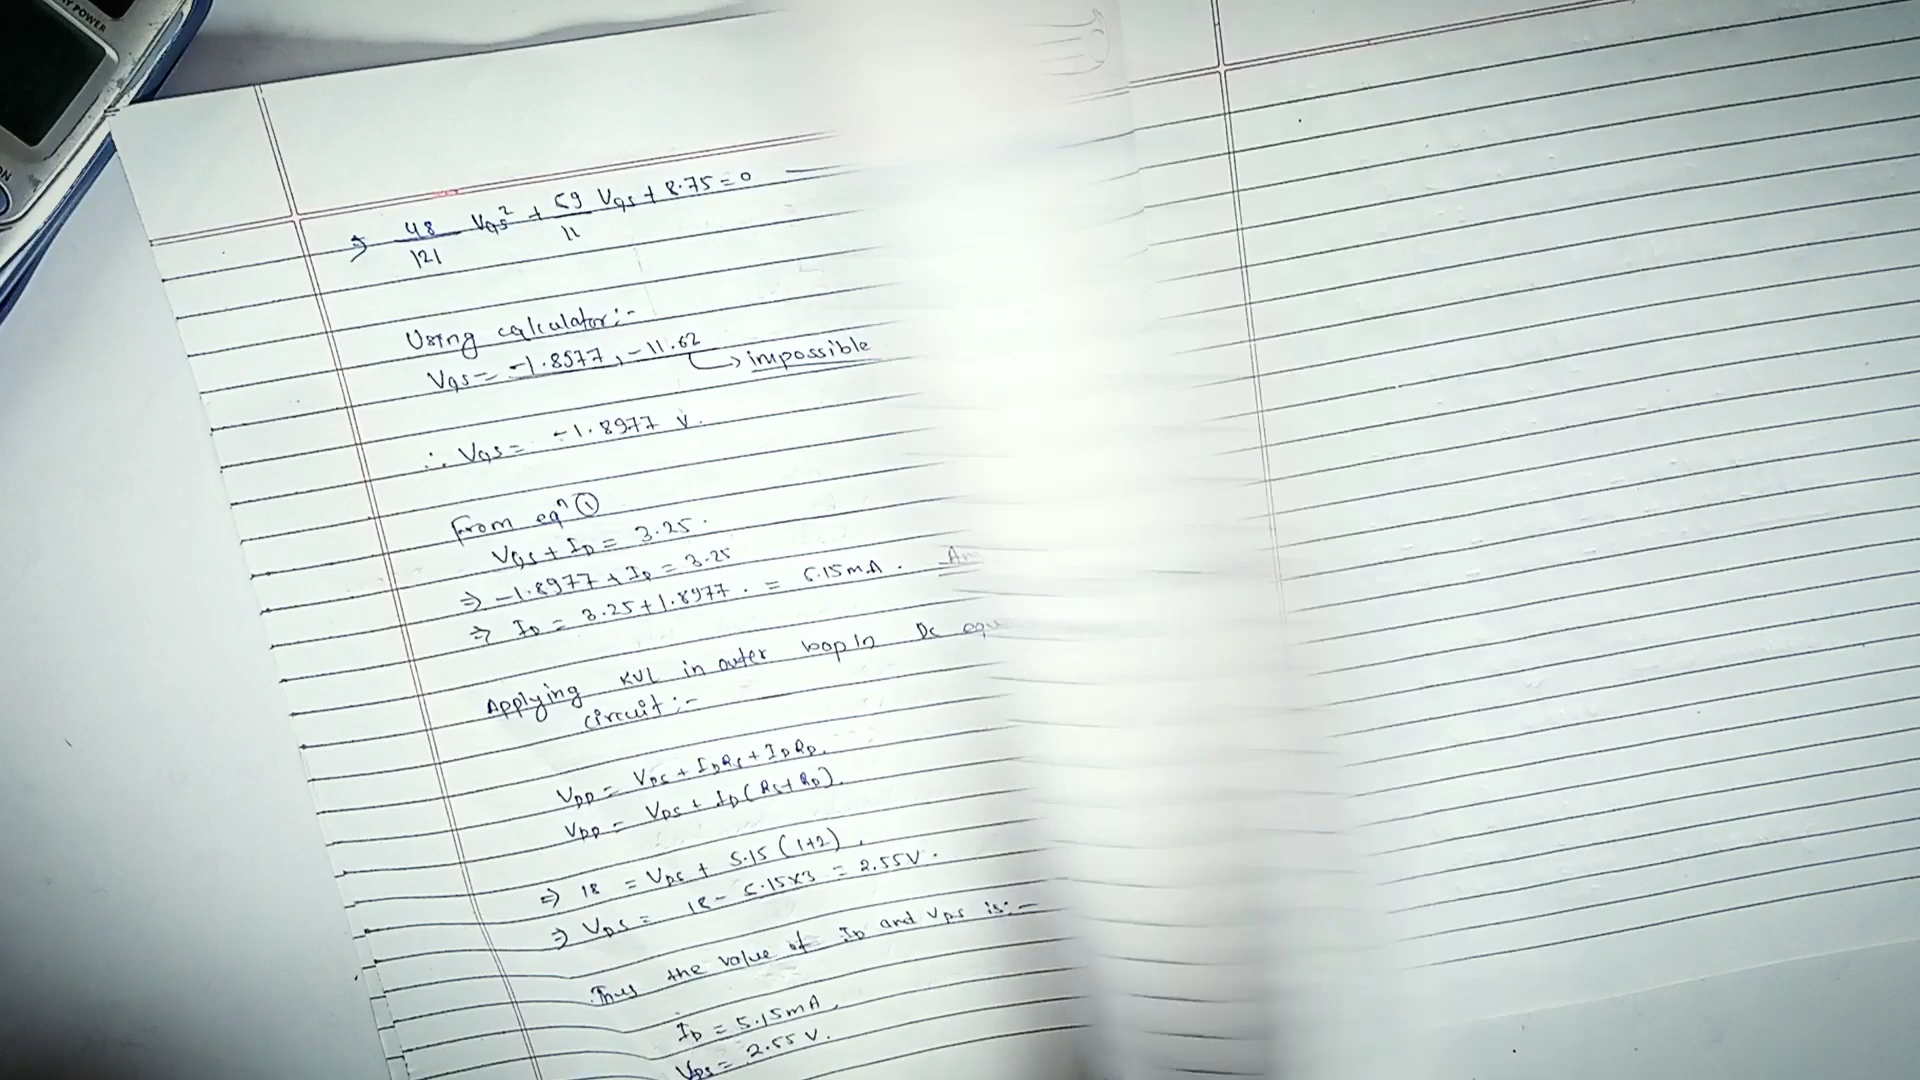 Y POWER
ON
⇒ 48/121 VGS² + 59/11 VGS + 8.75 = 0
Using calculator:-
VGS = -1.8977, -11.62
↳ impossible
∴ VGS = -1.8977 V.
From eqⁿ ①
VGS + ID = 3.25.
⇒ -1.8977 + ID = 3.25
⇒ ID = 3.25 + 1.8977. = 5.15mA.
Applying KVL in outer loop in DC
circuit:-
VDD = VDS + IDRS + IDRD.
VDD = VDS + ID(RS+RD).
⇒ 18 = VDS + 5.15 (1+2).
⇒ VDS = 18 - 5.15×3 = 2.55V.
Thus the value of ID and VDS is:-
ID = 5.15mA,
VDS = 2.55 V.